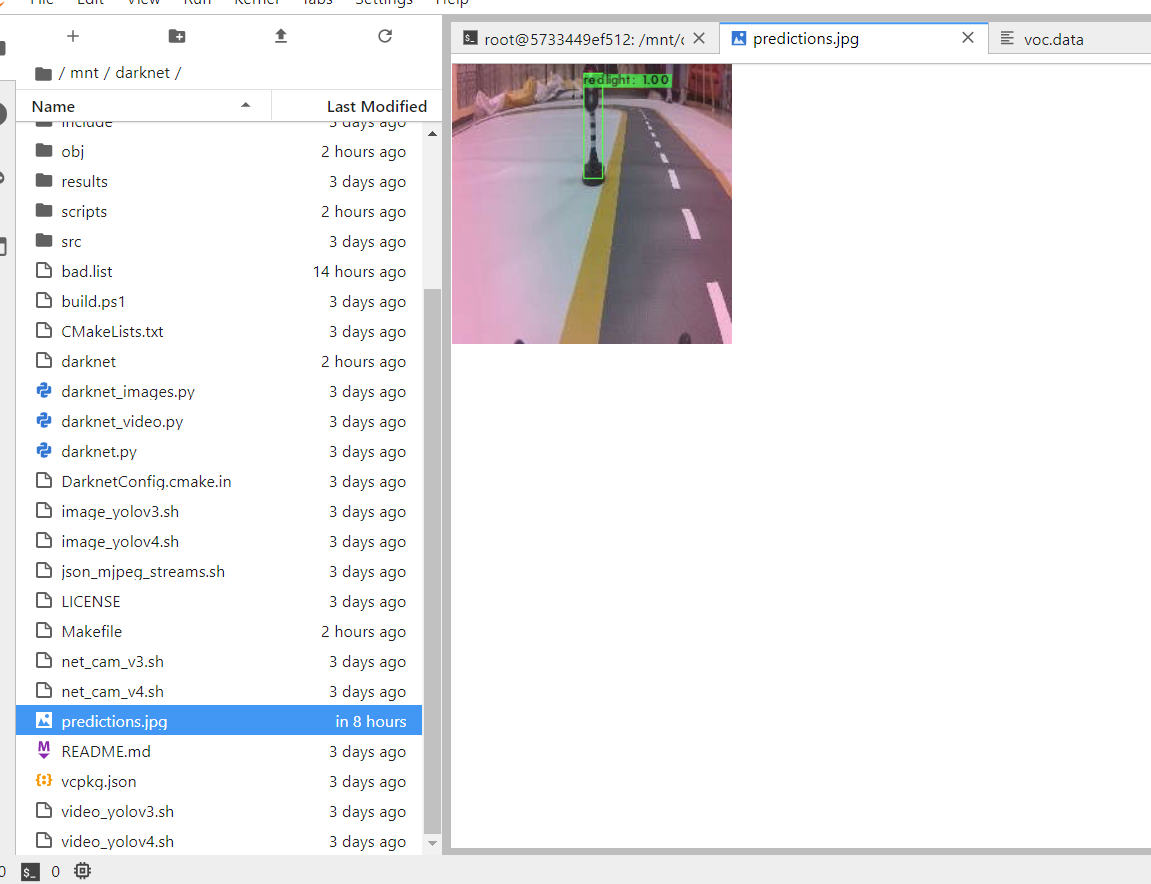 File Edit View Run Kernel Tabs Settings Help
root@5733449ef512: /mnt/c
predictions.jpg
voc.data
/ mnt / darknet /
Name Last Modified
include 3 days ago
obj 2 hours ago
results 3 days ago
scripts 2 hours ago
src 3 days ago
bad.list 14 hours ago
build.ps1 3 days ago
CMakeLists.txt 3 days ago
darknet 2 hours ago
darknet_images.py 3 days ago
darknet_video.py 3 days ago
darknet.py 3 days ago
DarknetConfig.cmake.in 3 days ago
image_yolov3.sh 3 days ago
image_yolov4.sh 3 days ago
json_mjpeg_streams.sh 3 days ago
LICENSE 3 days ago
Makefile 2 hours ago
net_cam_v3.sh 3 days ago
net_cam_v4.sh 3 days ago
predictions.jpg in 8 hours
README.md 3 days ago
vcpkg.json 3 days ago
video_yolov3.sh 3 days ago
video_yolov4.sh 3 days ago
redlight: 1.00
0 $_ 0